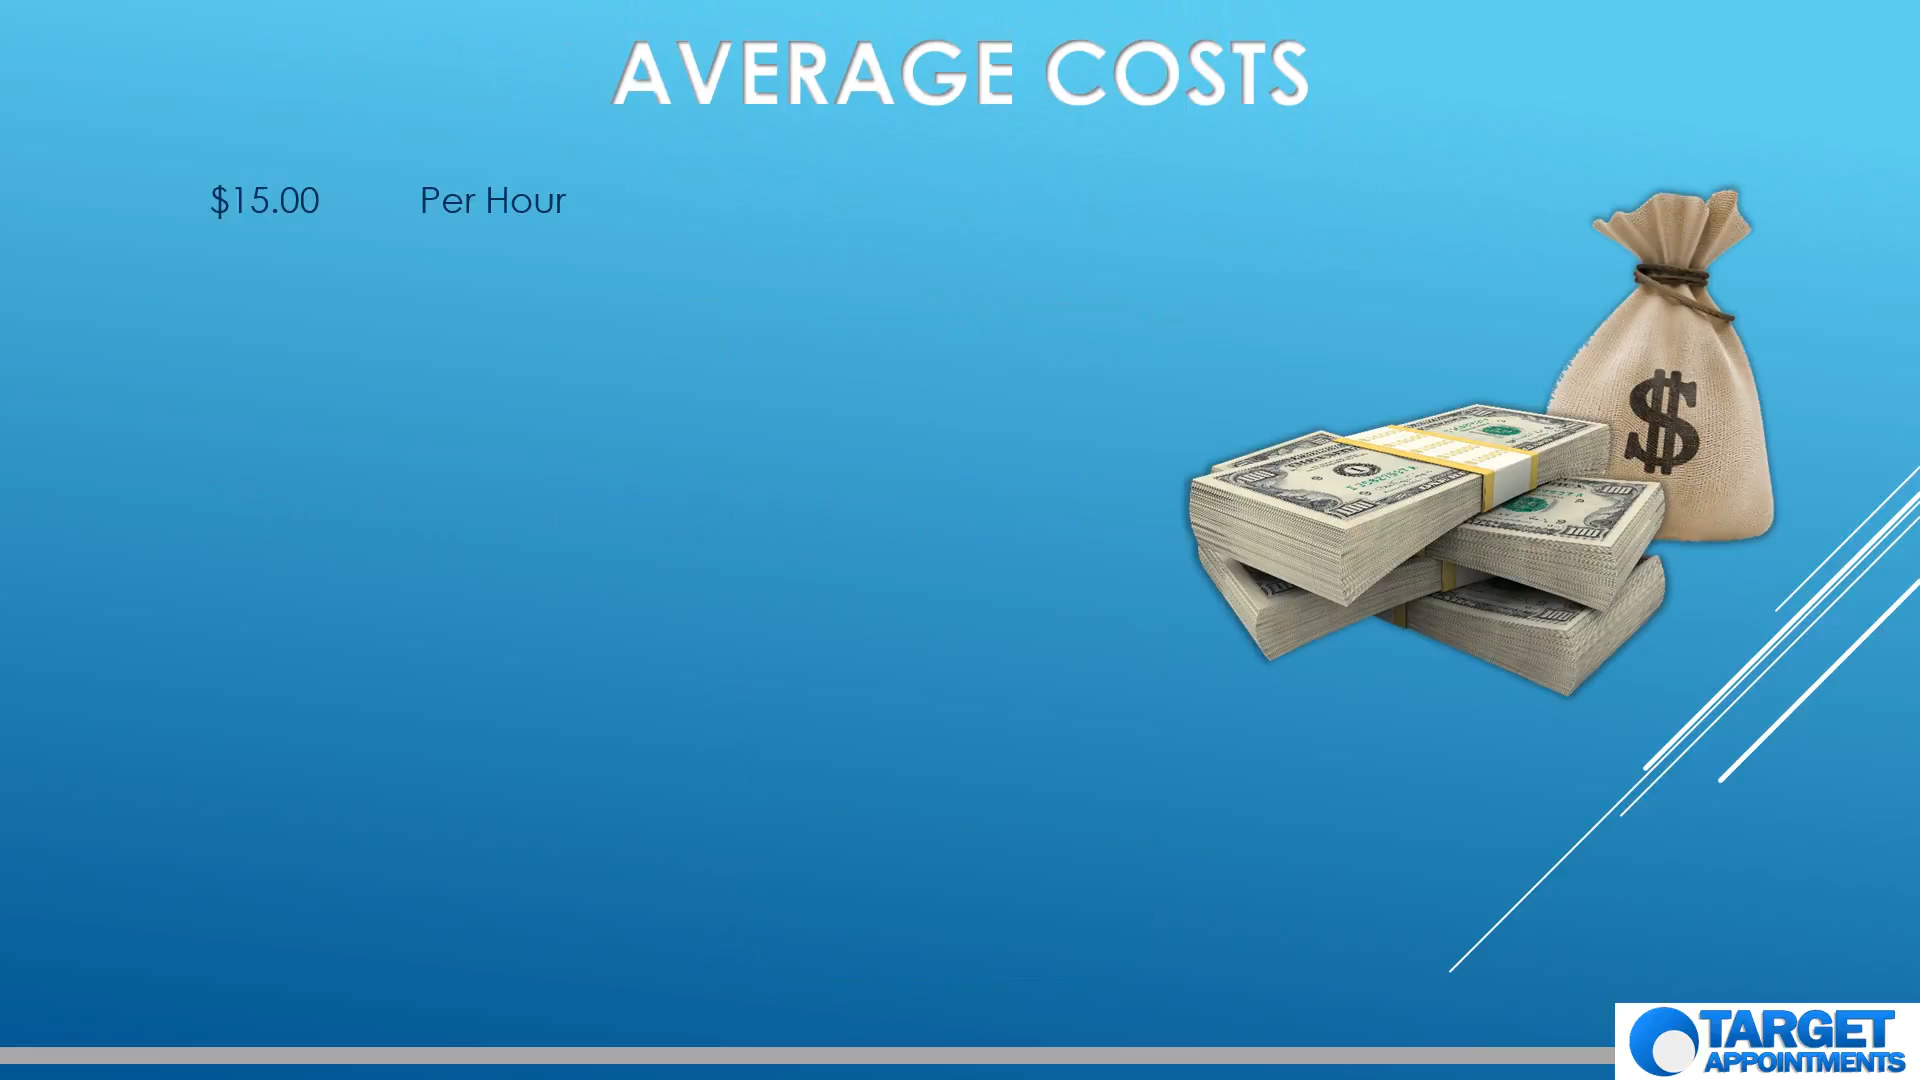 AVERAGE COSTS
$15.00 Per Hour
$
TARGET
APPOINTMENTS